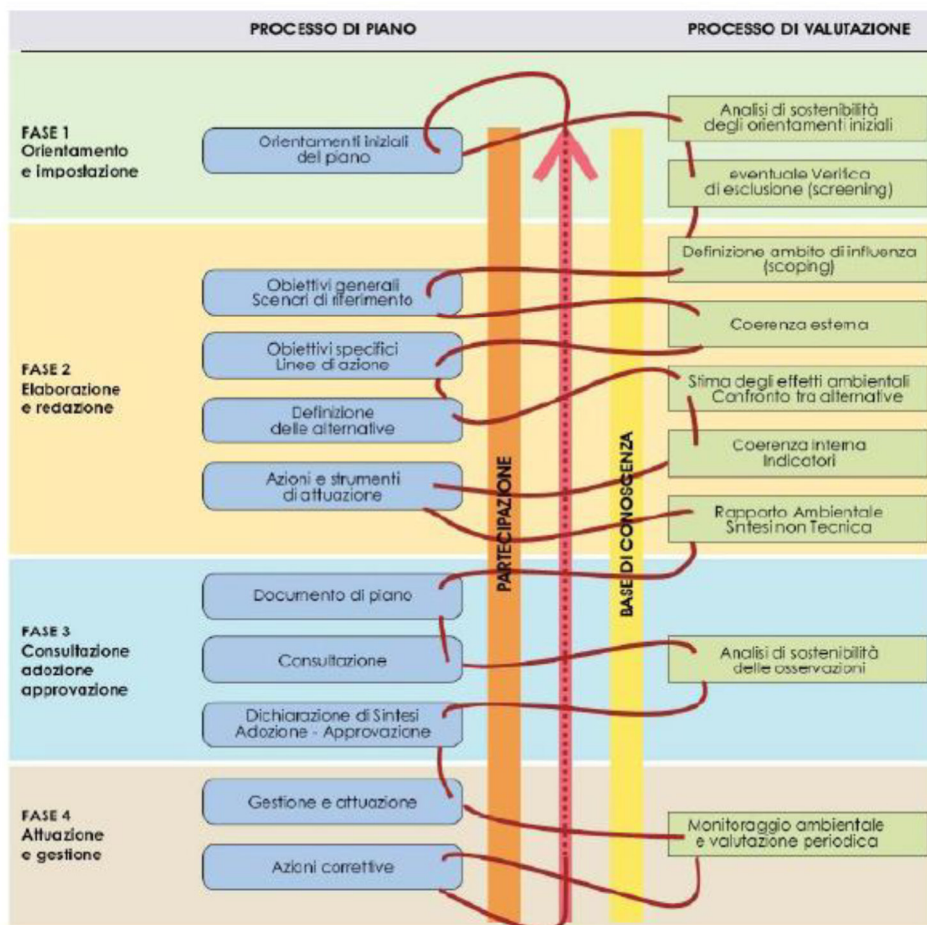 PROCESSO DI PIANO
PROCESSO DI VALUTAZIONE
FASE 1
Orientamento
e impostazione
Orientamenti iniziali
del piano
Analisi di sostenibilità
degli orientamenti iniziali
eventuale Verifica
di esclusione (screening)
FASE 2
Elaborazione
e redazione
Definizione ambito di influenza
(scoping)
Obiettivi generali
Scenari di riferimento
Coerenza esterna
Obiettivi specifici
Linee di azione
Stima degli effetti ambientali
Confronto tra alternative
Definizione
delle alternative
Coerenza interna
Indicatori
Azioni e strumenti
di attuazione
Rapporto Ambientale
Sintesi non Tecnica
PARTECIPAZIONE
BASE DI CONOSCENZA
FASE 3
Consultazione
adozione
approvazione
Documento di piano
Consultazione
Analisi di sostenibilità
delle osservazioni
Dichiarazione di Sintesi
Adozione - Approvazione
FASE 4
Attuazione
e gestione
Gestione e attuazione
Monitoraggio ambientale
e valutazione periodica
Azioni correttive